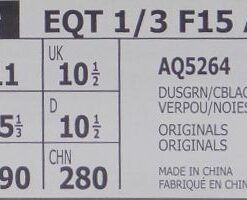 EQT 1/3 F15 A
UK
11 10½
AQ5264
DUSGRN/CBLAC
VERPOU/NOIES
D
5⅓ 10½
ORIGINALS
ORIGINALS
CHN
90 280
MADE IN CHINA
FABRIQUÉ EN CHIN